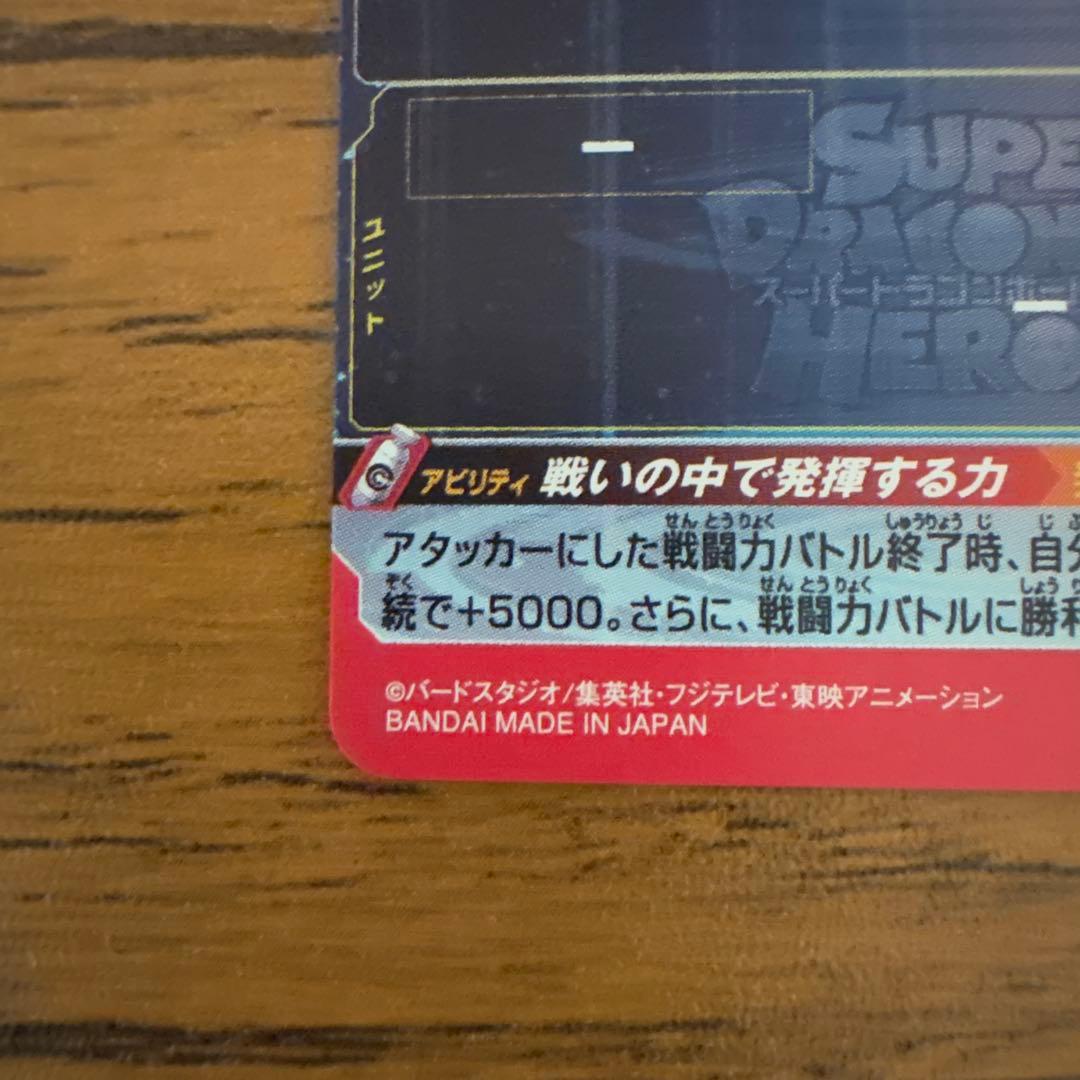 SUPE
DRAGON
スーパードラゴンボール
HERO
ユニット
アビリティ 戦いの中で発揮する力
せんとうりょく しゅうりょう じ じ ぶ
アタッカーにした戦闘力バトル終了時、自分
ぞく せんとうりょく しょう り
続で+5000。さらに、戦闘力バトルに勝利
©バードスタジオ/集英社・フジテレビ・東映アニメーション
BANDAI MADE IN JAPAN